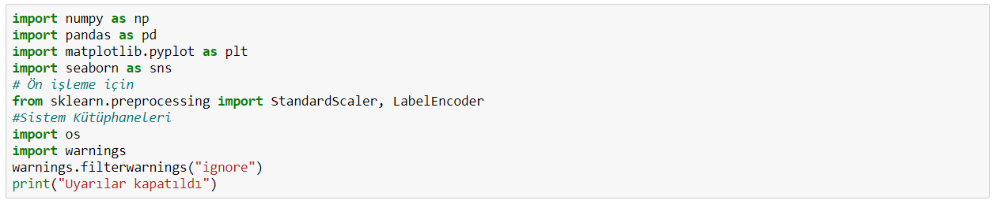 import numpy as np
import pandas as pd
import matplotlib.pyplot as plt
import seaborn as sns
# Ön işleme için
from sklearn.preprocessing import StandardScaler, LabelEncoder
#Sistem Kütüphaneleri
import os
import warnings
warnings.filterwarnings("ignore")
print("Uyarılar kapatıldı")